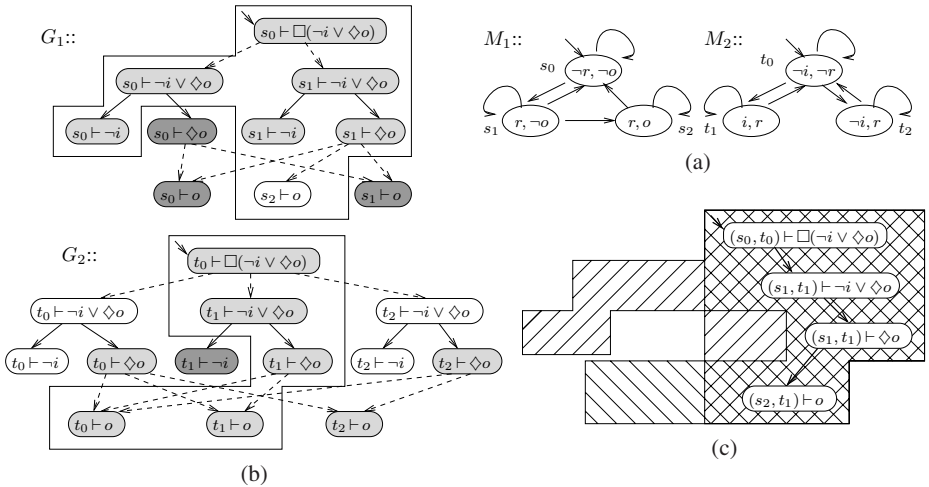 G₁::
s₀ ⊢ □(¬i ∨ ◇o)
s₀ ⊢ ¬i ∨ ◇o
s₁ ⊢ ¬i ∨ ◇o
s₀ ⊢ ¬i
s₀ ⊢ ◇o
s₁ ⊢ ¬i
s₁ ⊢ ◇o
s₀ ⊢ o
s₂ ⊢ o
s₁ ⊢ o
G₂::
t₀ ⊢ □(¬i ∨ ◇o)
t₀ ⊢ ¬i ∨ ◇o
t₁ ⊢ ¬i ∨ ◇o
t₂ ⊢ ¬i ∨ ◇o
t₀ ⊢ ¬i
t₀ ⊢ ◇o
t₁ ⊢ ¬i
t₁ ⊢ ◇o
t₂ ⊢ ¬i
t₂ ⊢ ◇o
t₀ ⊢ o
t₁ ⊢ o
t₂ ⊢ o
(b)
M₁::
s₀
¬r, ¬o
s₁
r, ¬o
r, o
s₂
M₂::
t₀
¬i, ¬r
t₁
i, r
¬i, r
t₂
(a)
(s₀, t₀) ⊢ □(¬i ∨ ◇o)
(s₁, t₁) ⊢ ¬i ∨ ◇o
(s₁, t₁) ⊢ ◇o
(s₂, t₁) ⊢ o
(c)